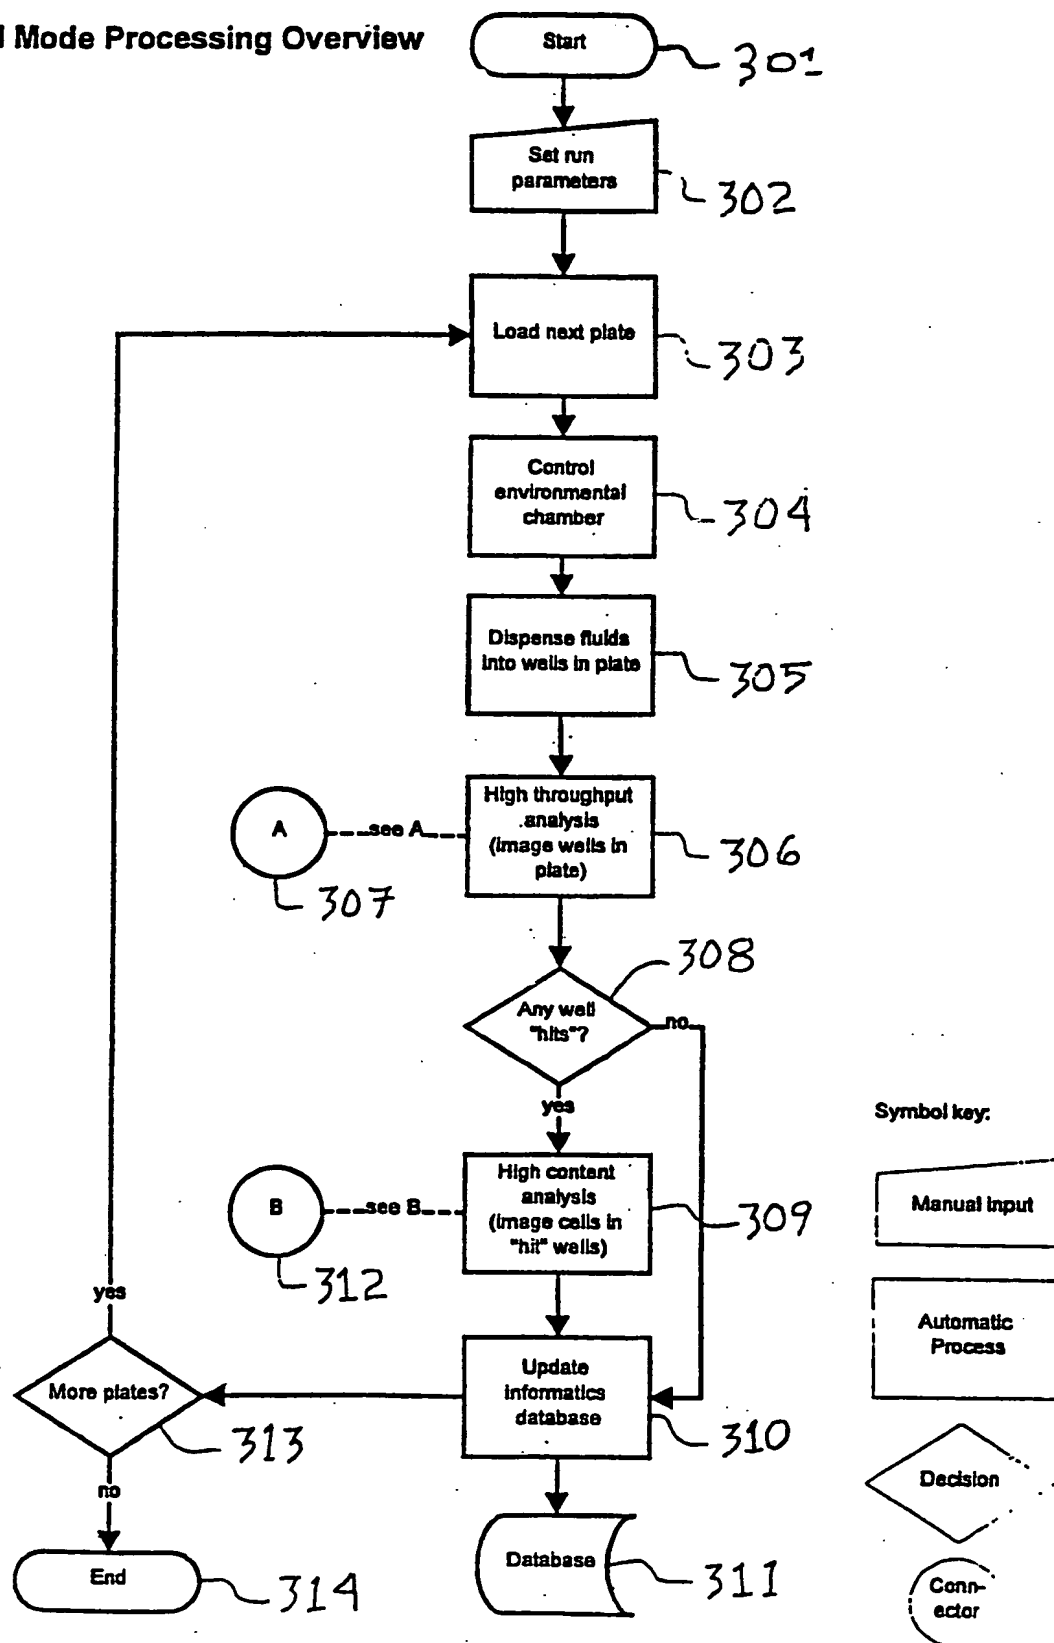 Mode Processing Overview
Start
301
Set run
parameters
302
Load next plate
303
Control
environmental
chamber
304
Dispense fluids
into wells in plate
305
High throughput
analysis
(image wells in
plate)
306
A
see A
307
308
Any well
"hits"?
no
yes
High content
analysis
(image cells in
"hit" wells)
309
B
see B
312
Update
informatics
database
310
yes
More plates?
313
no
End
314
Database
311
Symbol key:
Manual input
Automatic
Process
Decision
Conn-
ector